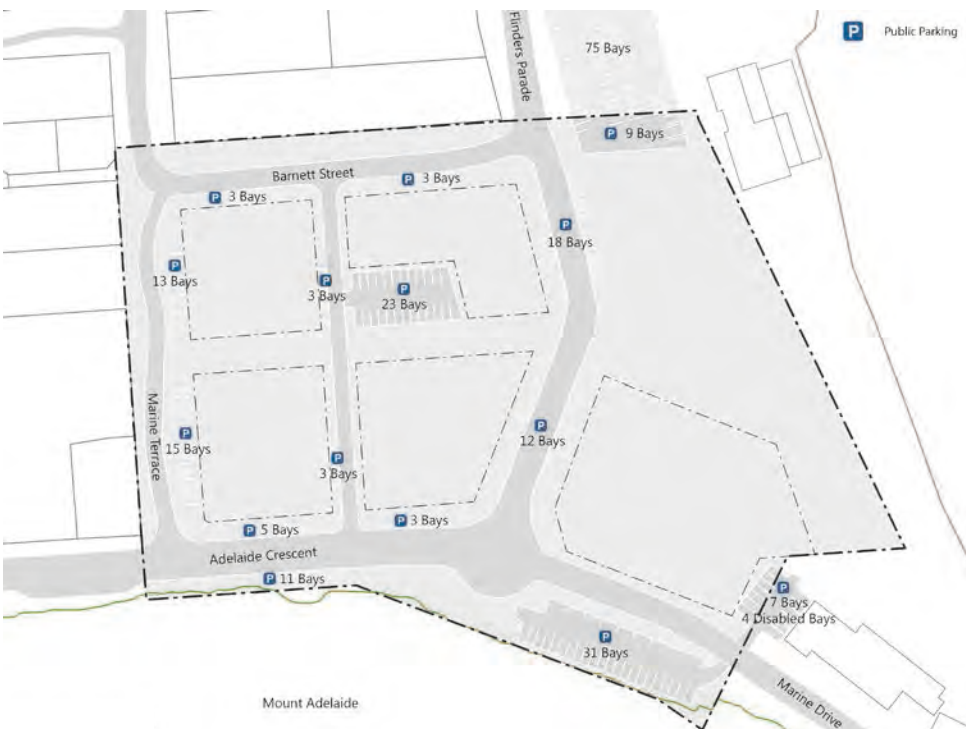 Flinders Parade
75 Bays
P
Public Parking
P
9 Bays
Barnett Street
P
3 Bays
P
3 Bays
P
18 Bays
P
13 Bays
P
3 Bays
P
23 Bays
Marine Terrace
P
15 Bays
P
3 Bays
P
12 Bays
P
5 Bays
P
3 Bays
Adelaide Crescent
P
11 Bays
P
7 Bays
4 Disabled Bays
P
31 Bays
Marine Drive
Mount Adelaide